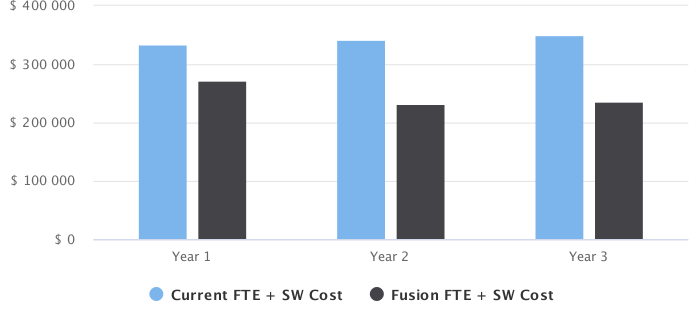 $ 400 000
$ 300 000
$ 200 000
$ 100 000
$ 0
Year 1 Year 2 Year 3
Current FTE + SW Cost Fusion FTE + SW Cost